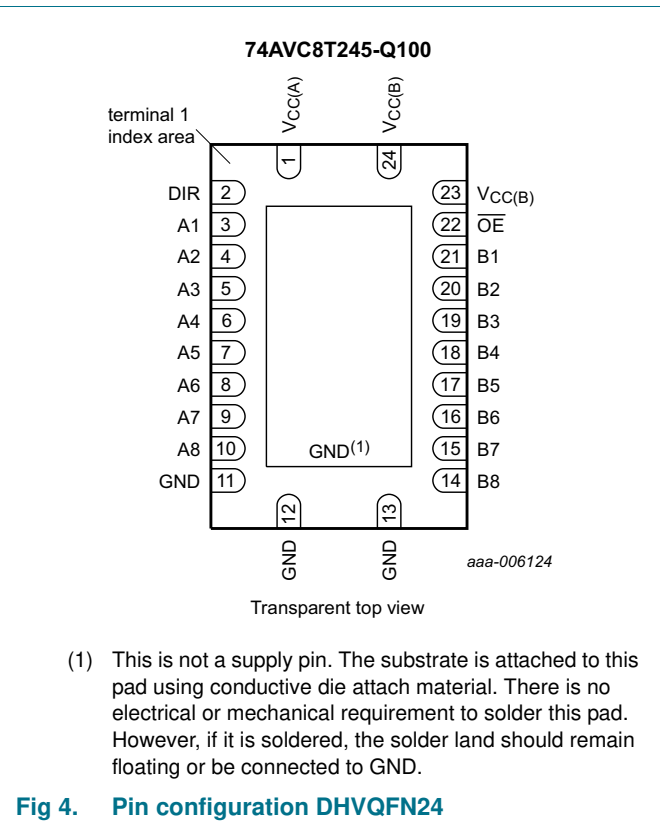 74AVC8T245-Q100
terminal 1
index area
VCC(A)
VCC(B)
1
24
DIR 2
23 VCC(B)
A1 3
22 OE
A2 4
21 B1
A3 5
20 B2
A4 6
19 B3
A5 7
18 B4
A6 8
17 B5
A7 9
16 B6
A8 10
GND(1)
15 B7
GND 11
14 B8
12
13
GND
GND
aaa-006124
Transparent top view
(1) This is not a supply pin. The substrate is attached to this
pad using conductive die attach material. There is no
electrical or mechanical requirement to solder this pad.
However, if it is soldered, the solder land should remain
floating or be connected to GND.
Fig 4. Pin configuration DHVQFN24